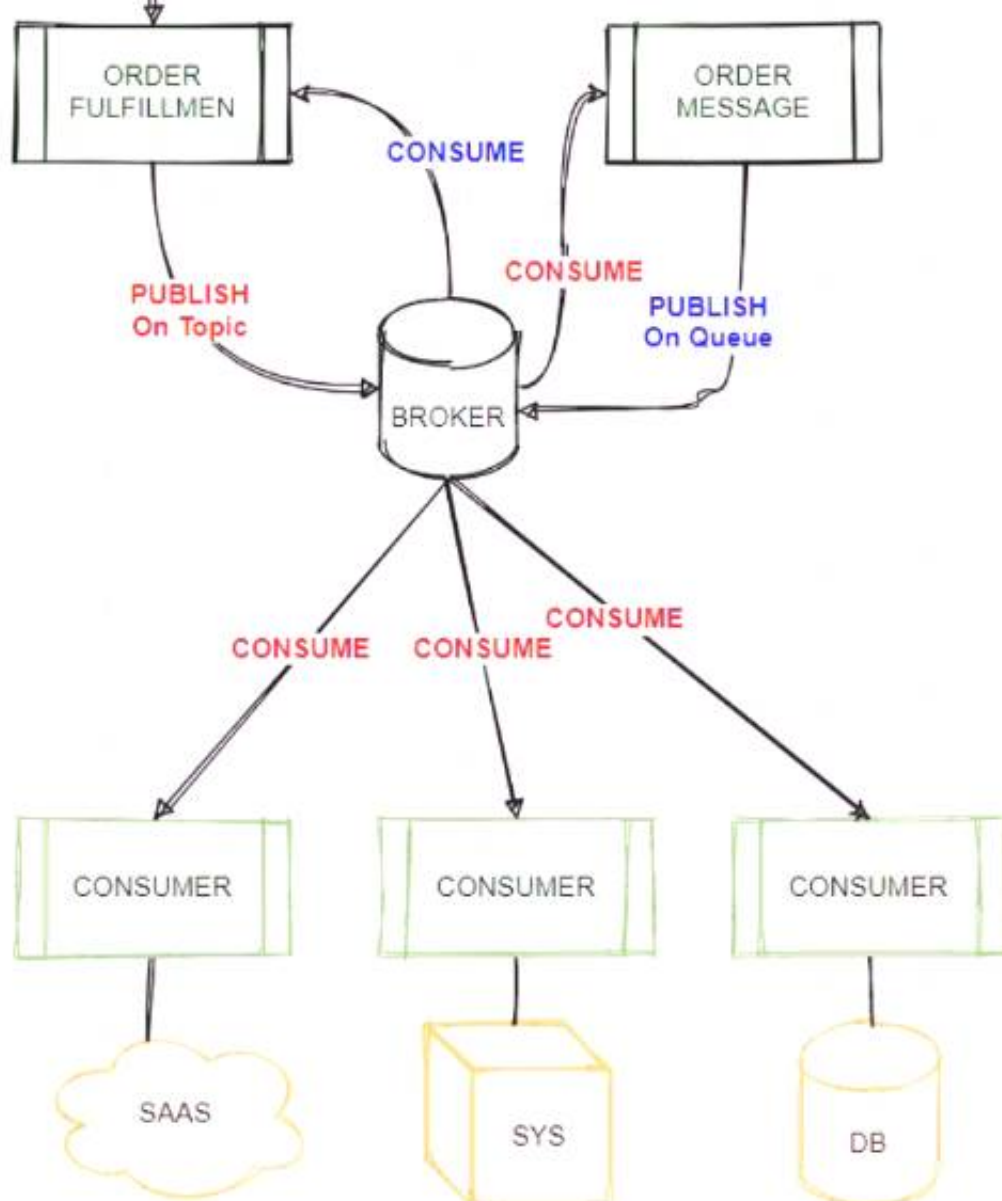 ORDER
FULFILLMEN
ORDER
MESSAGE
CONSUME
CONSUME
PUBLISH
On Topic
PUBLISH
On Queue
BROKER
CONSUME
CONSUME
CONSUME
CONSUMER
CONSUMER
CONSUMER
SAAS
SYS
DB